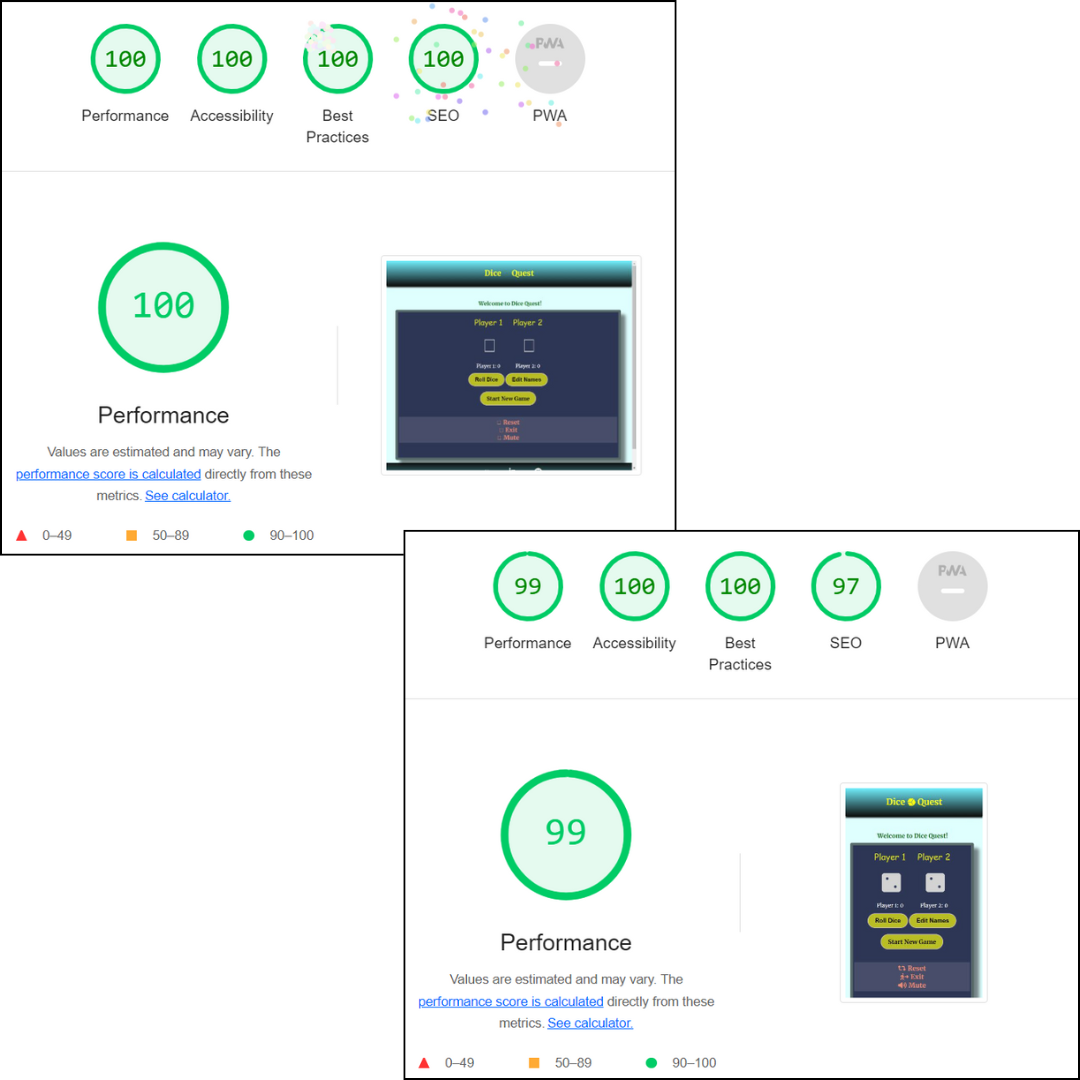 100
100
100
100
PWA
Performance
Accessibility
Best
Practices
SEO
PWA
100
Performance
Values are estimated and may vary. The
performance score is calculated directly from these
metrics. See calculator.
0–49
50–89
90–100
Dice Quest
Welcome to Dice Quest!
Player 1 Player 2
Player 1: 0 Player 2: 0
Roll Dice Edit Names
Start New Game
Reset
Exit
Mute
99
100
100
97
PWA
Performance
Accessibility
Best
Practices
SEO
PWA
99
Performance
Values are estimated and may vary. The
performance score is calculated directly from these
metrics. See calculator.
0–49
50–89
90–100
Dice Quest
Welcome to Dice Quest!
Player 1 Player 2
Player 1: 0 Player 2: 0
Roll Dice Edit Names
Start New Game
Reset
Exit
Mute